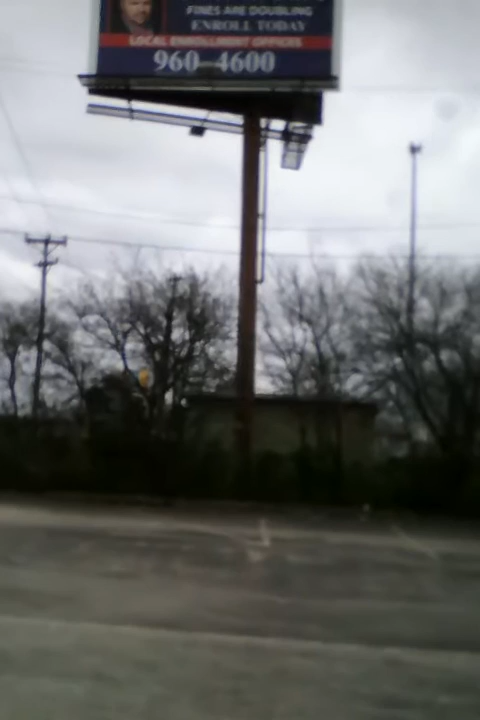 FINES ARE DOUBLING
ENROLL TODAY
LOCAL ENROLLMENT OFFICES
960-4600